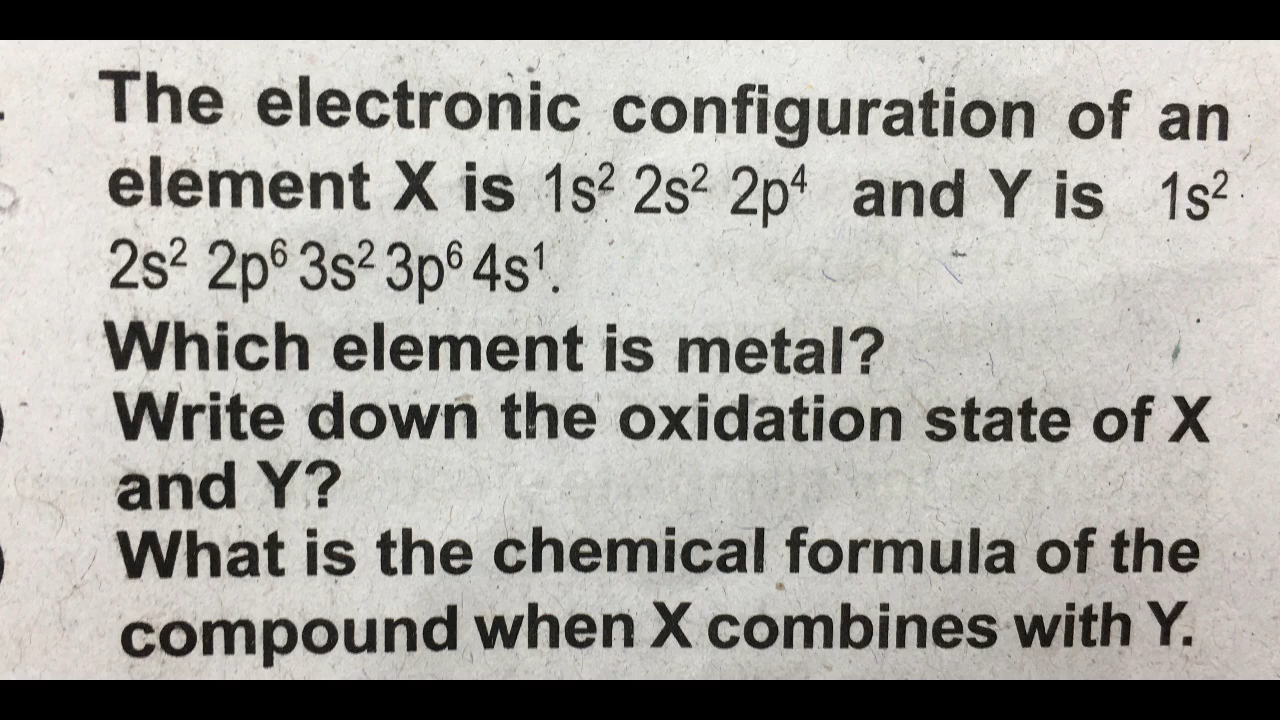 The electronic configuration of an
element X is 1s² 2s² 2p⁴ and Y is 1s²
2s² 2p⁶ 3s² 3p⁶ 4s¹.
Which element is metal?
Write down the oxidation state of X
and Y?
What is the chemical formula of the
compound when X combines with Y.